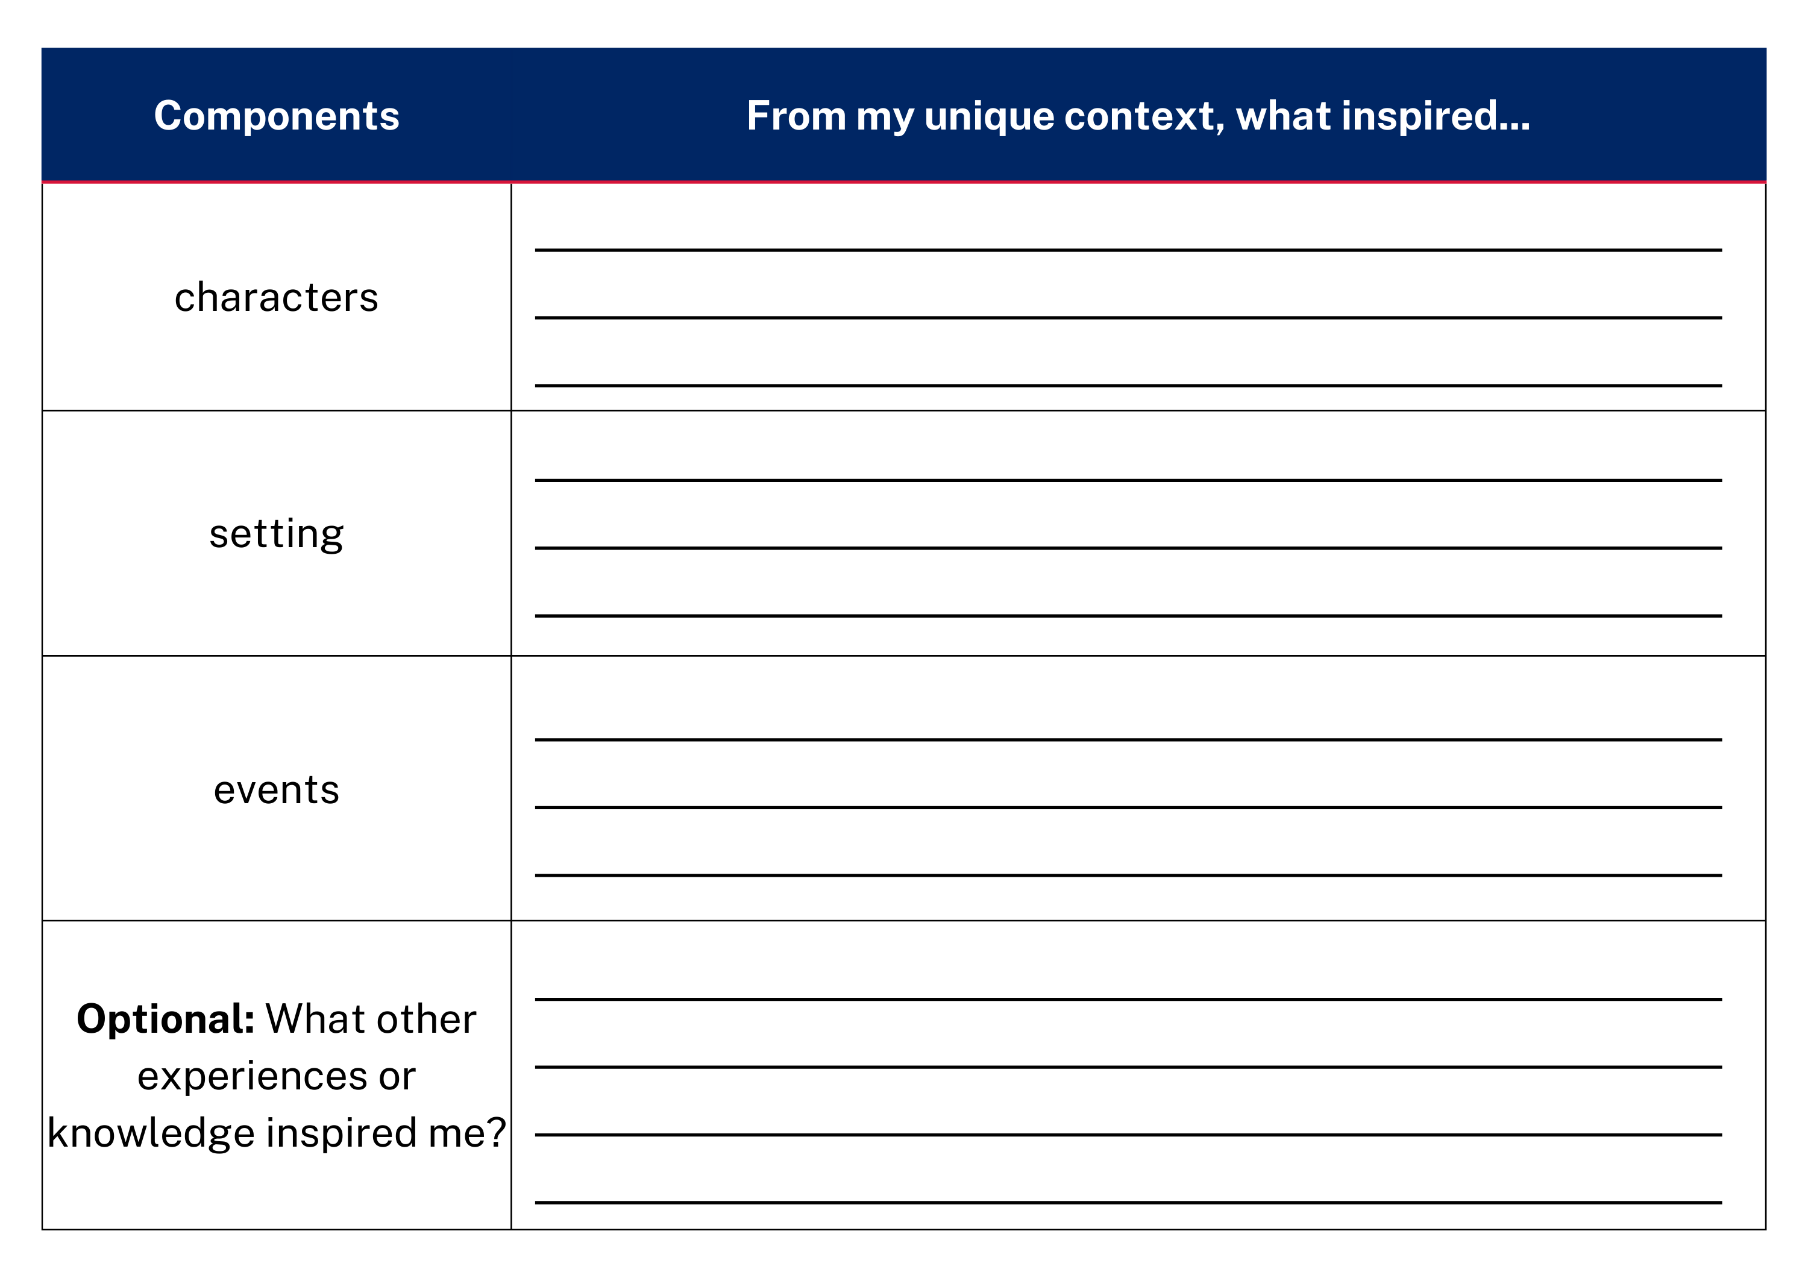 Components
From my unique context, what inspired...
characters
setting
events
Optional: What other
experiences or
knowledge inspired me?